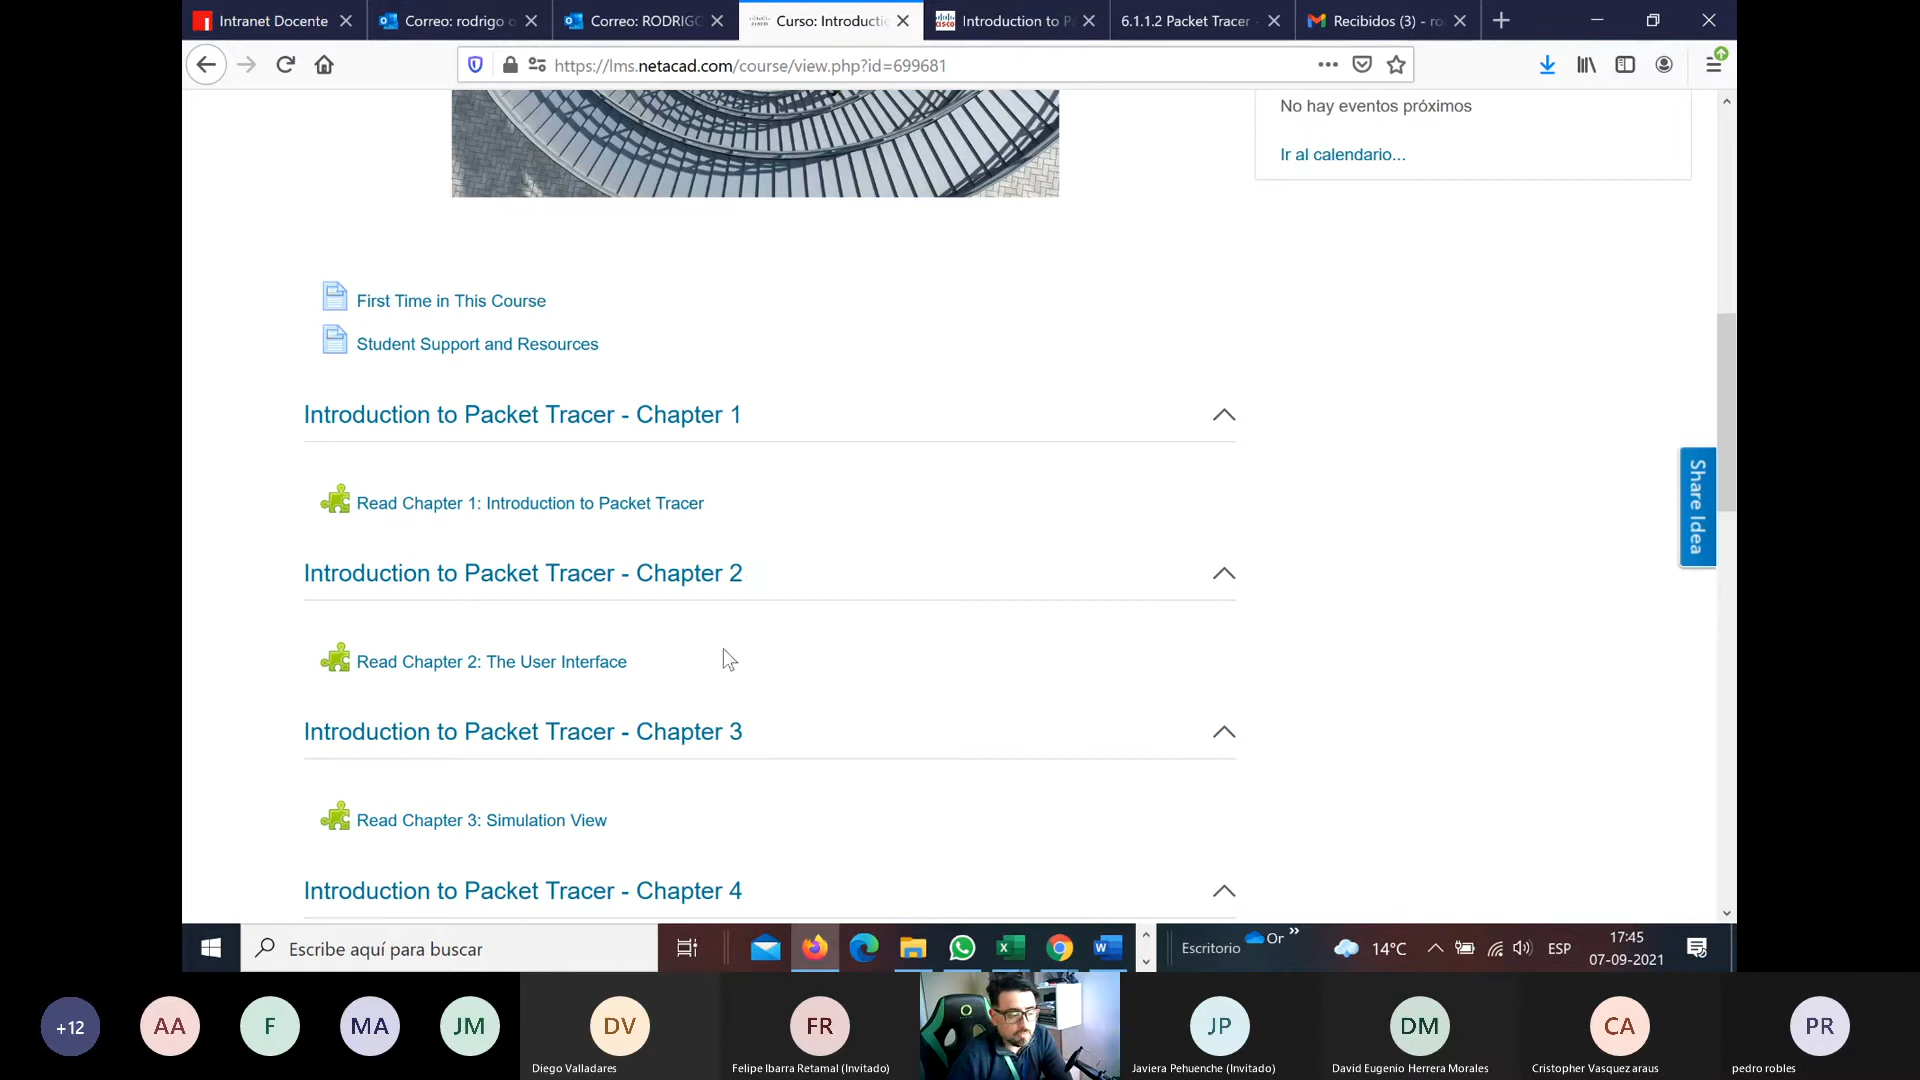 Intranet Docente
Correo: rodrigo o
Correo: RODRIGO
Curso: Introducti
Introduction to P
6.1.1.2 Packet Tracer
Recibidos (3) - ro
https://lms.netacad.com/course/view.php?id=699681
No hay eventos próximos
Ir al calendario...
First Time in This Course
Student Support and Resources
Introduction to Packet Tracer - Chapter 1
Read Chapter 1: Introduction to Packet Tracer
Introduction to Packet Tracer - Chapter 2
Read Chapter 2: The User Interface
Introduction to Packet Tracer - Chapter 3
Read Chapter 3: Simulation View
Introduction to Packet Tracer - Chapter 4
Share Idea
Escribe aquí para buscar
Escritorio
Or
14°C
ESP
17:45
07-09-2021
+12
AA
F
MA
JM
DV
Diego Valladares
FR
Felipe Ibarra Retamal (Invitado)
JP
Javiera Pehuenche (Invitado)
DM
David Eugenio Herrera Morales
CA
Cristopher Vasquez araus
PR
pedro robles